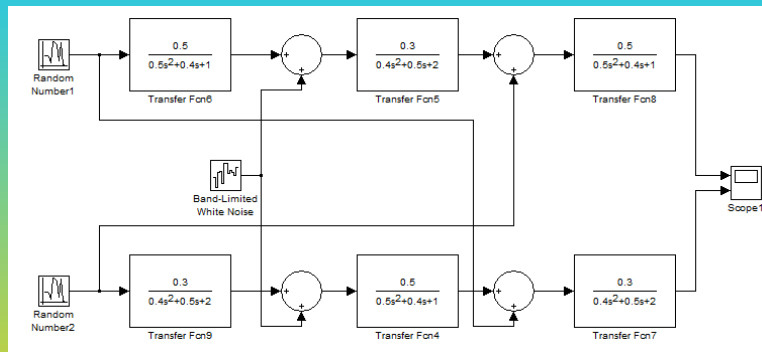 0.5
0.5s²+0.4s+1
Transfer Fcn6
+
+
0.3
0.4s²+0.5s+2
Transfer Fcn5
+
+
0.5
0.5s²+0.4s+1
Transfer Fcn8
Random
Number1
Band-Limited
White Noise
Scope1
0.3
0.4s²+0.5s+2
Transfer Fcn9
+
+
0.5
0.5s²+0.4s+1
Transfer Fcn4
+
+
0.3
0.4s²+0.5s+2
Transfer Fcn7
Random
Number2